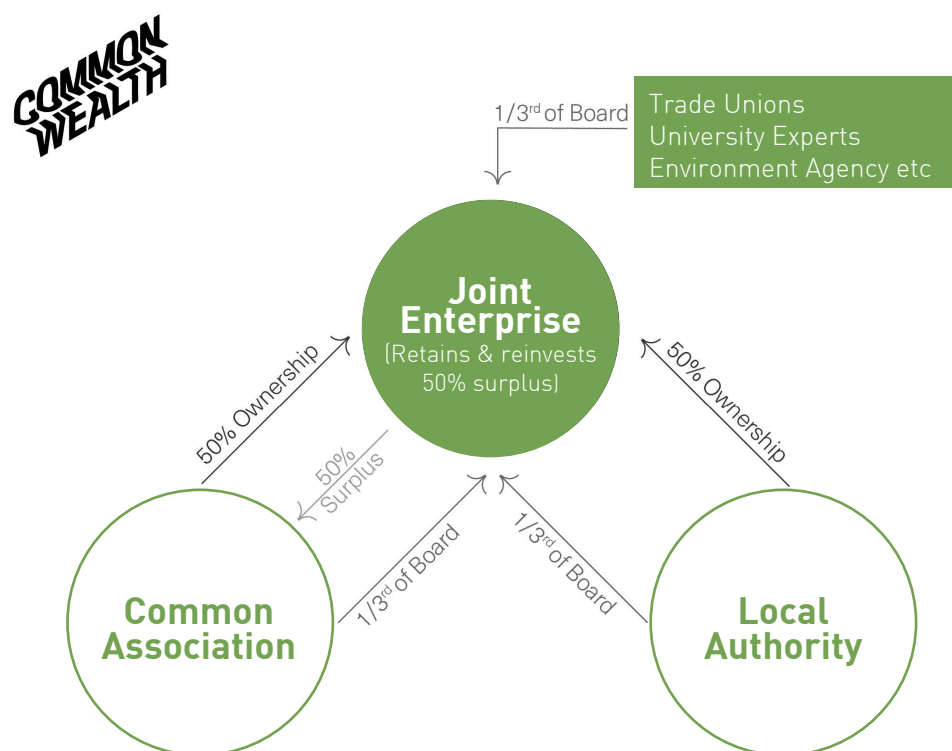 COMMON
WEALTH
1/3rd of Board
Trade Unions
University Experts
Environment Agency etc
Joint
Enterprise
(Retains & reinvests
50% surplus)
50% Ownership
50% Ownership
50%
Surplus
1/3rd of Board
1/3rd of Board
Common
Association
Local
Authority